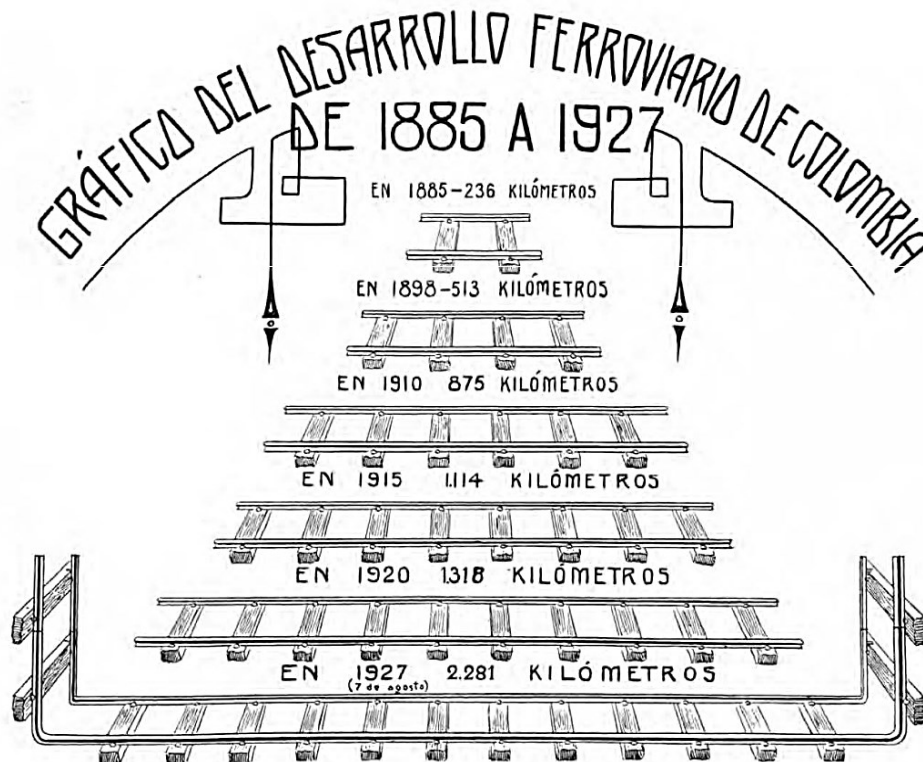 GRÁFICO DEL DESARROLLO FERROVIARIO DE COLOMBIA
DE 1885 A 1927
EN 1885-236 KILÓMETROS
EN 1898-513 KILÓMETROS
EN 1910 875 KILÓMETROS
EN 1915 1.114 KILÓMETROS
EN 1920 1.318 KILÓMETROS
EN 1927 2.281 KILÓMETROS
(7 de agosto)